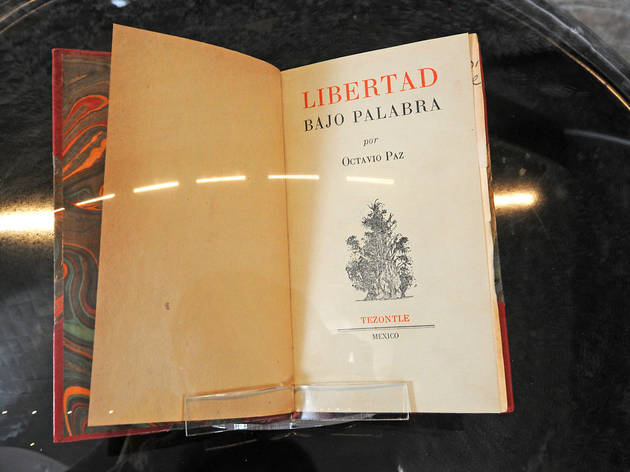 LIBERTAD
BAJO PALABRA
por
OCTAVIO PAZ
TEZONTLE
MEXICO